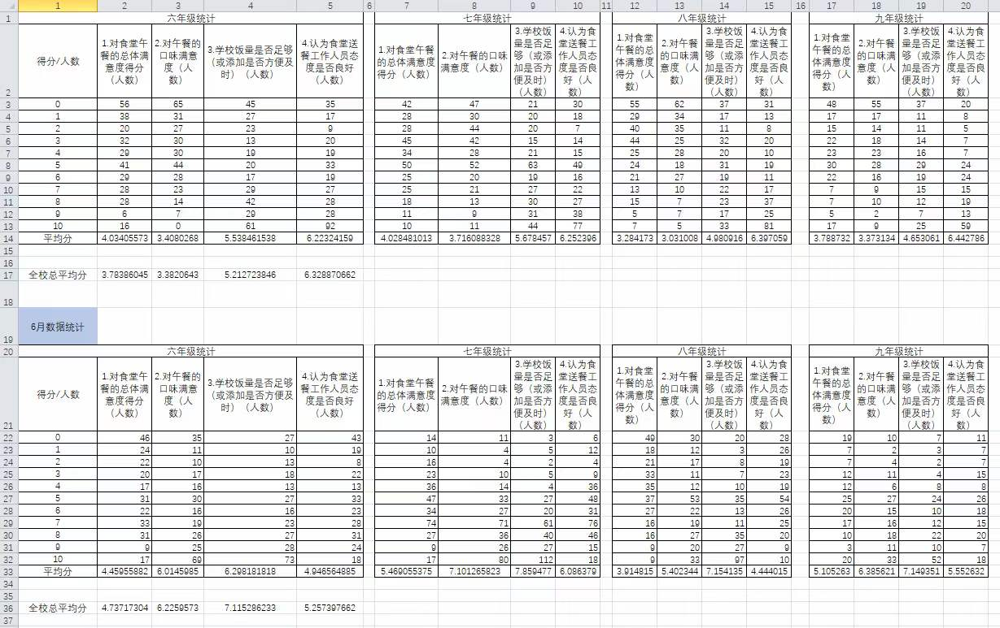 1 2 3 4 5 6 7 8 9 10 11 12 13 14 15 16 17 18 19 20
1 六年级统计 七年级统计 八年级统计 九年级统计
2 得分/人数 1.对食堂午餐的总体满意度得分（人数） 2.对午餐的口味满意度（人数） 3.学校饭量是否足够（或添加是否方便及时）（人数） 4.认为食堂送餐工作人员态度是否良好（人数） 1.对食堂午餐的总体满意度得分（人数） 2.对午餐的口味满意度（人数） 3.学校饭量是否足够（或添加是否方便及时）（人数） 4.认为食堂送餐工作人员态度是否良好（人数） 1.对食堂午餐的总体满意度得分（人数） 2.对午餐的口味满意度（人数） 3.学校饭量是否足够（或添加是否方便及时）（人数） 4.认为食堂送餐工作人员态度是否良好（人数） 1.对食堂午餐的总体满意度得分（人数） 2.对午餐的口味满意度（人数） 3.学校饭量是否足够（或添加是否方便及时）（人数） 4.认为食堂送餐工作人员态度是否良好（人数）
3 0 56 65 45 35 42 47 21 30 55 62 37 31 48 55 37 20
4 1 38 31 27 17 28 30 20 18 29 34 17 13 17 17 11 8
5 2 20 27 23 9 28 44 20 7 40 35 11 8 15 14 11 5
6 3 32 30 13 20 45 42 15 14 44 25 32 20 22 18 14 7
7 4 29 30 19 19 34 28 21 15 25 28 20 10 23 23 16 7
8 5 41 44 20 33 50 52 63 49 24 18 31 19 30 28 29 24
9 6 29 28 17 19 25 20 19 16 21 27 19 11 22 16 19 24
10 7 28 23 29 27 25 21 27 22 13 10 22 17 7 9 15 15
11 8 28 14 42 28 18 13 30 27 15 7 23 37 7 10 12 19
12 9 6 7 29 28 11 9 31 38 5 7 17 25 5 2 7 13
13 10 16 0 61 92 10 11 44 77 7 5 33 81 17 9 25 59
14 平均分 4.03405573 3.4080268 5.538461538 6.22324159 4.028481013 3.716088328 5.678457 6.252396 3.284173 3.031008 4.980916 6.397059 3.788732 3.373134 4.653061 6.442786
15
16
17 全校总平均分 3.78386045 3.3820643 5.212723846 6.328870662
18
19 6月数据统计
20 六年级统计 七年级统计 八年级统计 九年级统计
21 得分/人数 1.对食堂午餐的总体满意度得分（人数） 2.对午餐的口味满意度（人数） 3.学校饭量是否足够（或添加是否方便及时）（人数） 4.认为食堂送餐工作人员态度是否良好（人数） 1.对食堂午餐的总体满意度得分（人数） 2.对午餐的口味满意度（人数） 3.学校饭量是否足够（或添加是否方便及时）（人数） 4.认为食堂送餐工作人员态度是否良好（人数） 1.对食堂午餐的总体满意度得分（人数） 2.对午餐的口味满意度（人数） 3.学校饭量是否足够（或添加是否方便及时）（人数） 4.认为食堂送餐工作人员态度是否良好（人数） 1.对食堂午餐的总体满意度得分（人数） 2.对午餐的口味满意度（人数） 3.学校饭量是否足够（或添加是否方便及时）（人数） 4.认为食堂送餐工作人员态度是否良好（人数）
22 0 46 35 27 43 14 11 3 6 49 30 20 28 19 10 7 11
23 1 24 11 10 19 10 4 5 12 18 12 3 26 7 2 3 7
24 2 22 10 13 8 16 4 2 4 21 17 8 19 7 4 2 7
25 3 20 17 18 22 23 10 5 9 33 11 7 23 12 11 4 15
26 4 17 16 13 13 36 14 4 36 35 12 10 19 12 6 8 8
27 5 31 30 27 33 47 33 27 48 37 53 35 54 25 27 24 26
28 6 22 16 16 23 34 27 20 31 27 22 13 26 20 15 10 18
29 7 33 19 23 28 74 71 61 76 16 19 11 25 17 16 12 15
30 8 31 26 27 31 27 36 40 46 16 27 35 20 10 18 22 20
31 9 9 25 28 24 9 26 27 15 9 20 27 9 3 11 10 7
32 10 17 69 73 18 17 80 112 18 9 33 97 10 20 33 52 18
33 平均分 4.45955882 6.0145985 6.298181818 4.946564885 5.469055375 7.101265823 7.859477 6.086379 3.914815 5.402344 7.154135 4.444015 5.105263 6.385621 7.149351 5.552632
34
35
36 全校总平均分 4.73717304 6.2259573 7.115286233 5.257397662
37